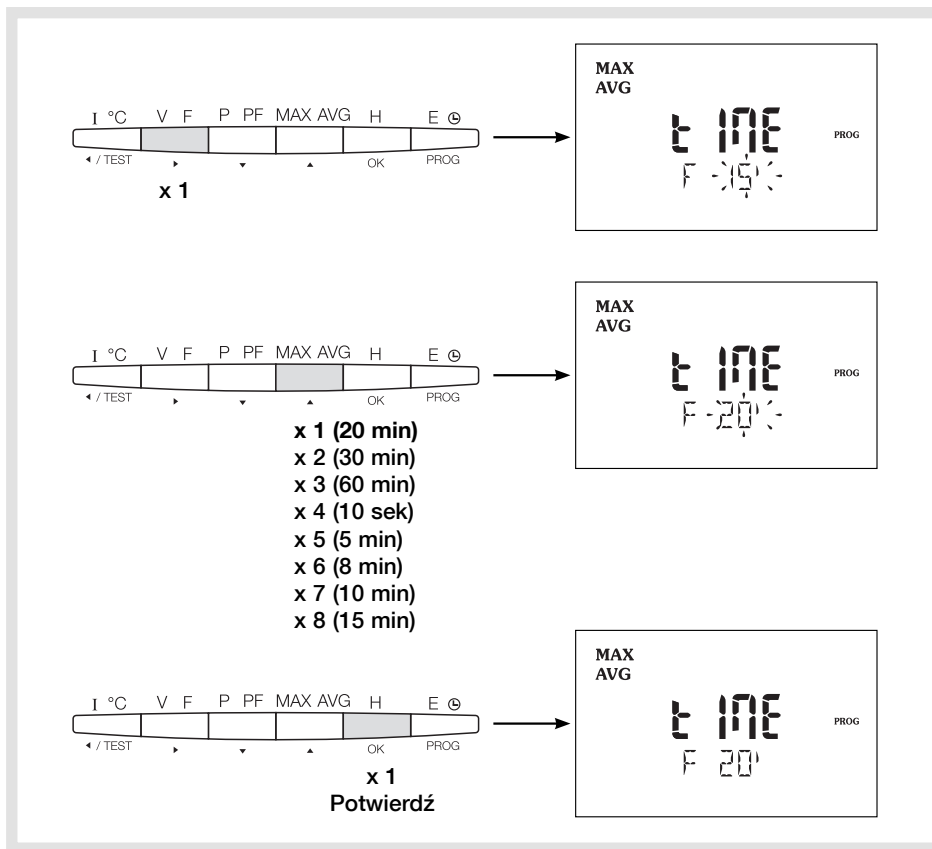 I °C V F P PF MAX AVG H E
/ TEST OK PROG
x 1
MAX
AVG
tIME
PROG
F 15'
I °C V F P PF MAX AVG H E
/ TEST OK PROG
x 1 (20 min)
x 2 (30 min)
x 3 (60 min)
x 4 (10 sek)
x 5 (5 min)
x 6 (8 min)
x 7 (10 min)
x 8 (15 min)
MAX
AVG
tIME
PROG
F 20'
I °C V F P PF MAX AVG H E
/ TEST OK PROG
x 1
Potwierdź
MAX
AVG
tIME
PROG
F 20'